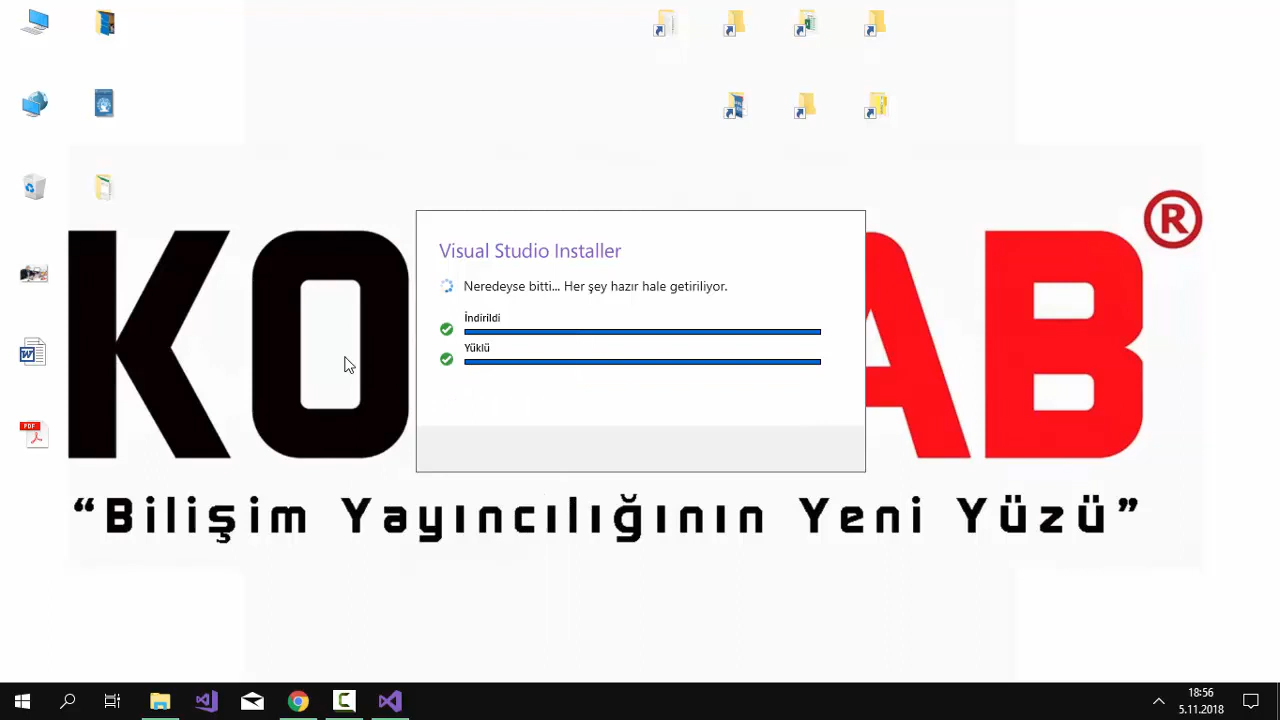 KO
AB
®
Visual Studio Installer
Neredeyse bitti... Her şey hazır hale getiriliyor.
İndirildi
Yüklü
“Bilişim Yayıncılığının Yeni Yüzü”
PDF
18:56
5.11.2018